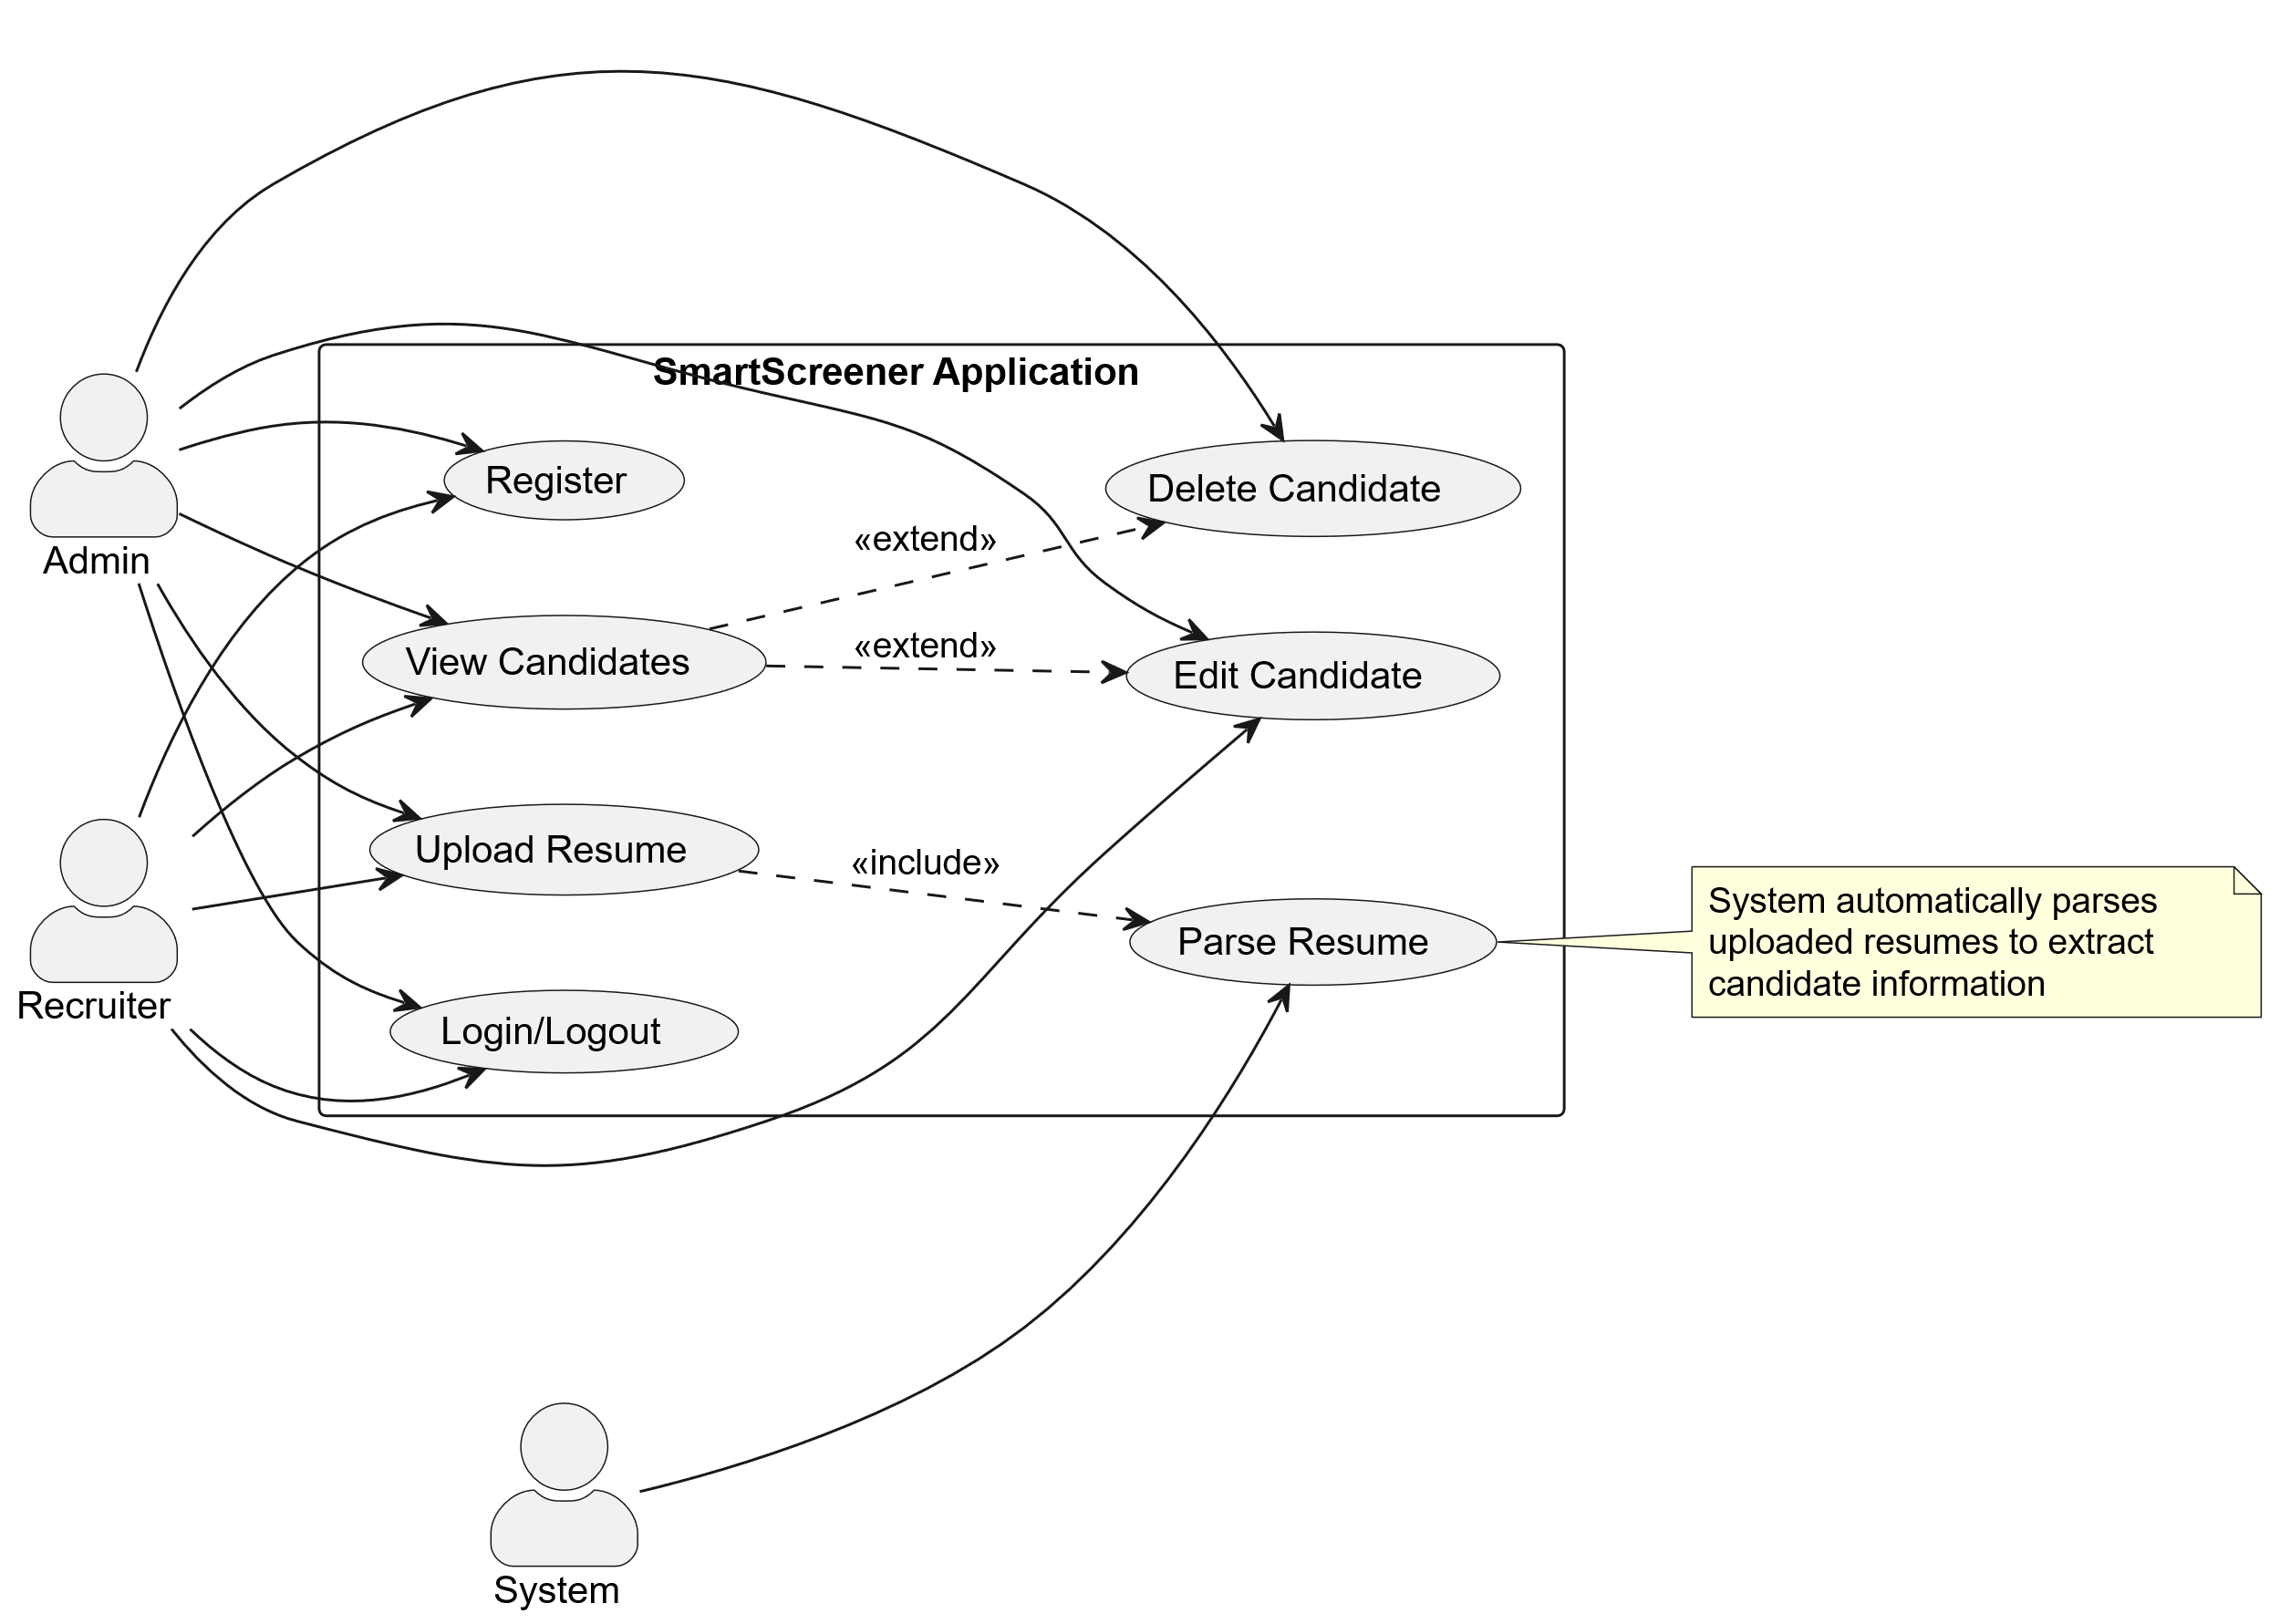 SmartScreener Application
Register
Delete Candidate
Admin
«extend»
View Candidates
«extend»
Edit Candidate
Upload Resume
«include»
Parse Resume
System automatically parses
uploaded resumes to extract
candidate information
Recruiter
Login/Logout
System